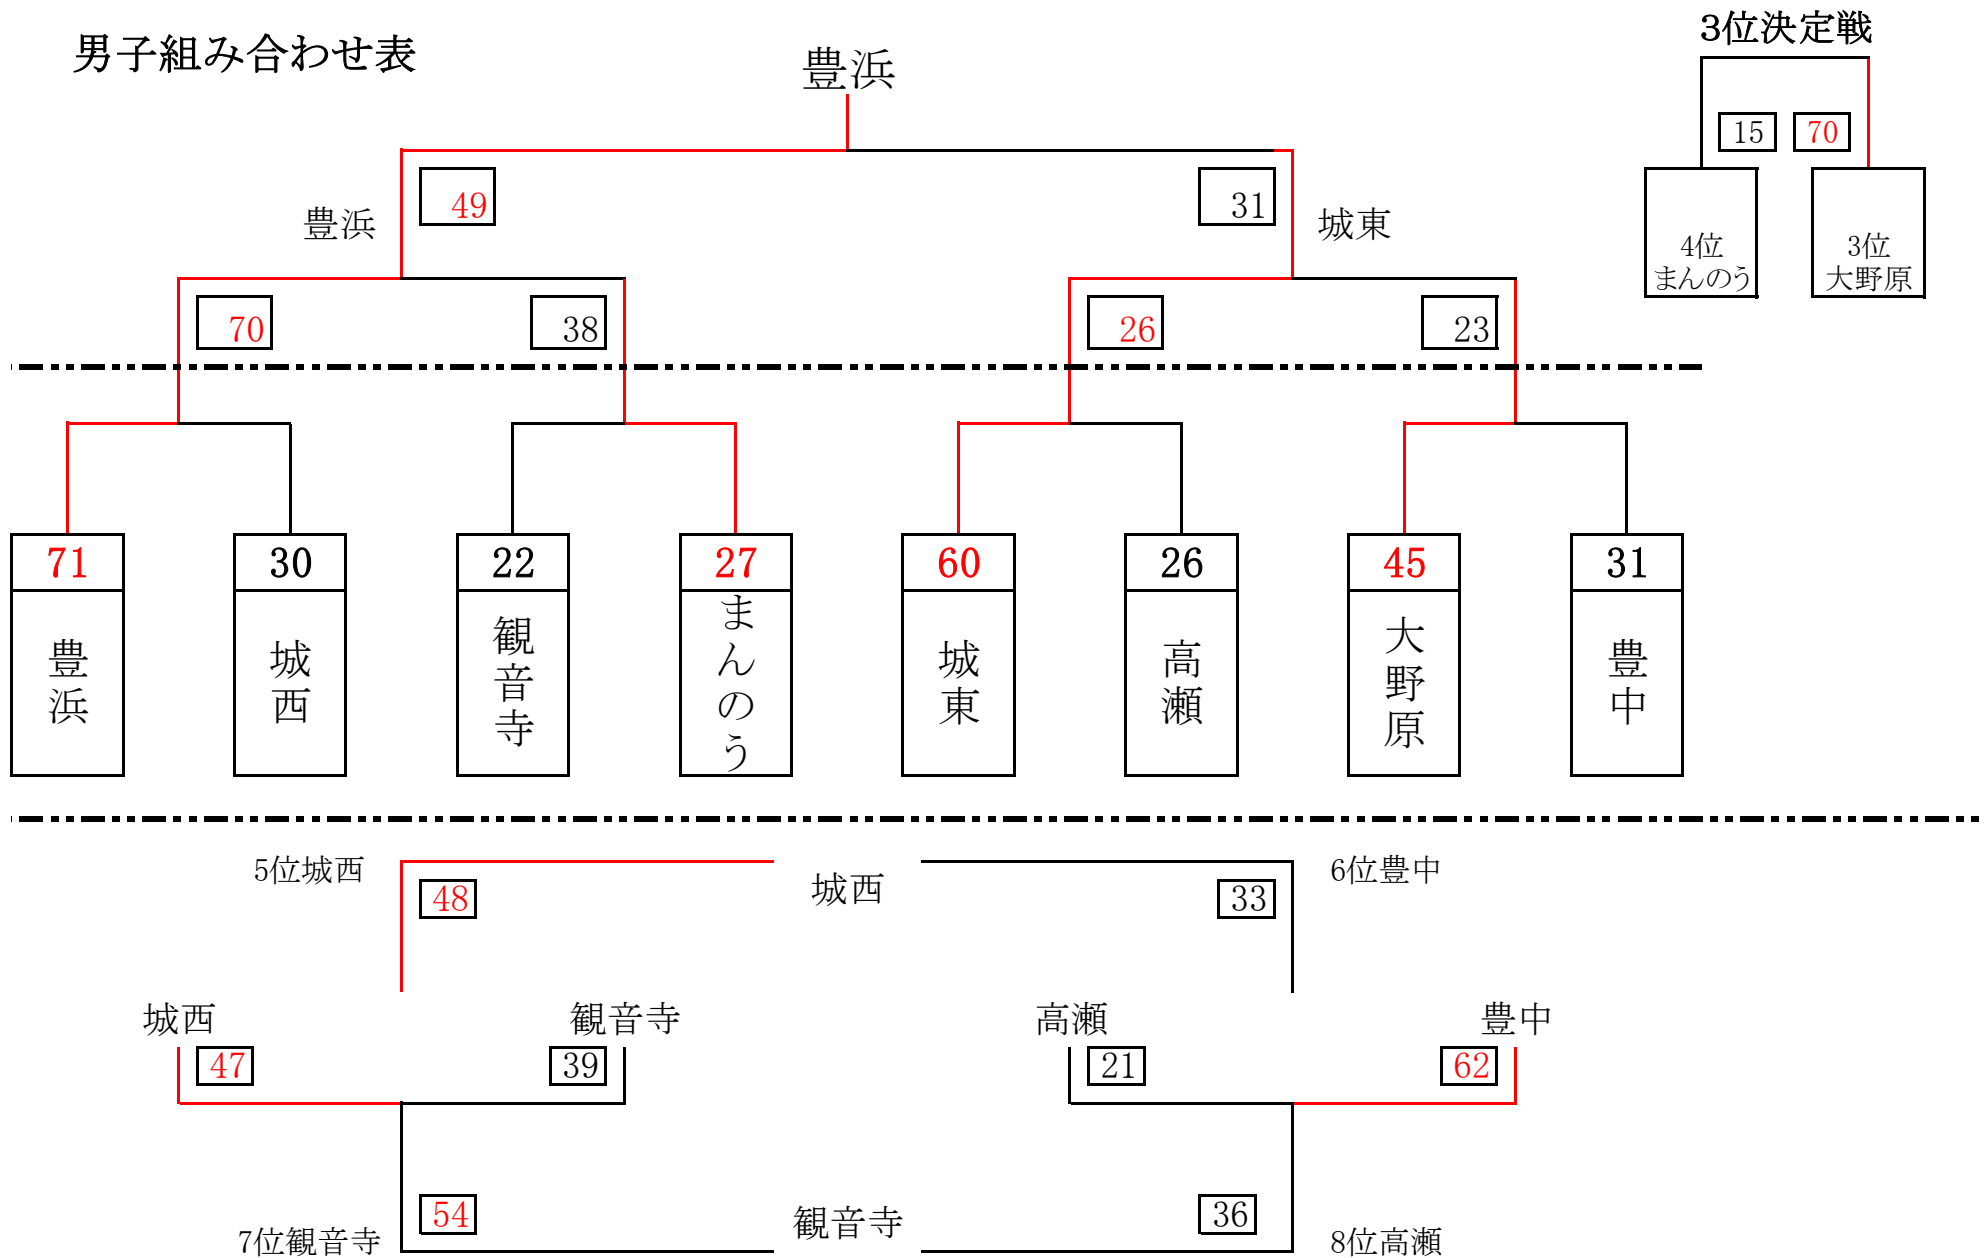 3位決定戦
男子組み合わせ表
豊浜
15 70
49 31
豊浜 城東
4位 3位
まんのう 大野原
70 38 26 23
71 30 22 27 60 26 45 31
豊浜
城西
観音寺
まんのう
城東
高瀬
大野原
豊中
5位城西 城西 6位豊中
48 33
城西 観音寺 高瀬 豊中
47 39 21 62
54 観音寺 36
7位観音寺 8位高瀬